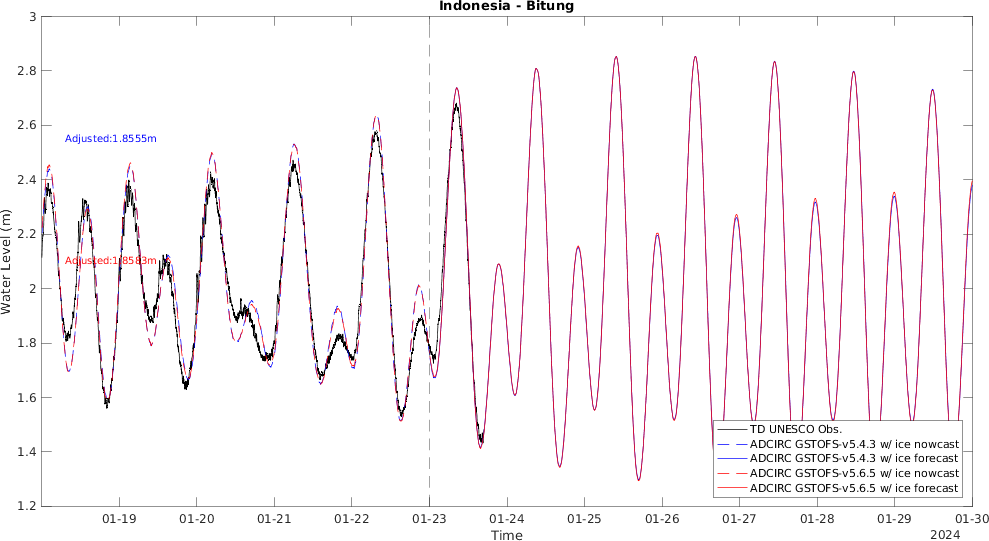 Indonesia - Bitung
3
2.8
2.6
2.4
2.2
2
1.8
1.6
1.4
1.2
Water Level (m)
Adjusted:1.8555m
Adjusted:1.8583m
TD UNESCO Obs.
ADCIRC GSTOFS-v5.4.3 w/ ice nowcast
ADCIRC GSTOFS-v5.4.3 w/ ice forecast
ADCIRC GSTOFS-v5.6.5 w/ ice nowcast
ADCIRC GSTOFS-v5.6.5 w/ ice forecast
01-19 01-20 01-21 01-22 01-23 01-24 01-25 01-26 01-27 01-28 01-29 01-30
Time
2024